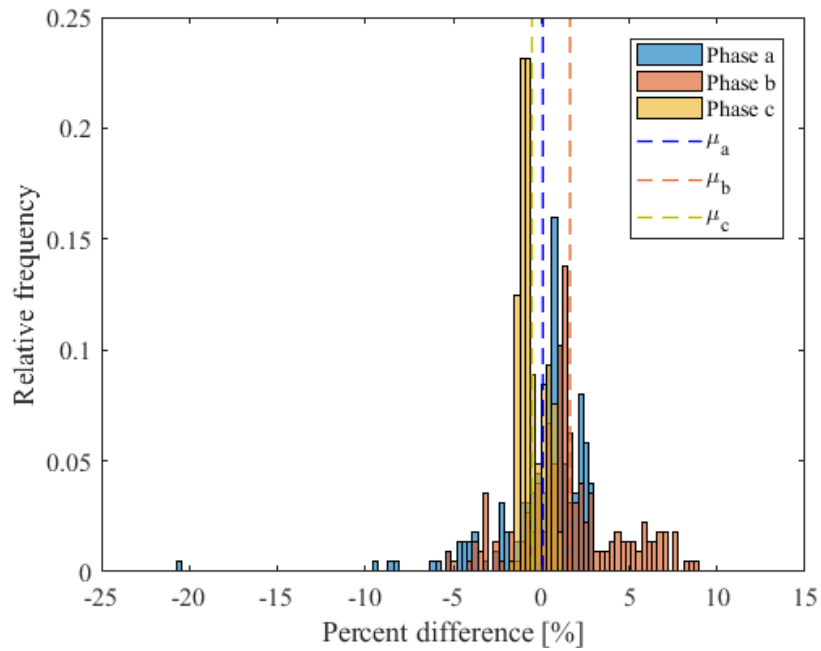 0.25
0.2
0.15
0.1
0.05
0
-25
-20
-15
-10
-5
0
5
10
15
Relative frequency
Percent difference [%]
Phase a
Phase b
Phase c
μa
μb
μc